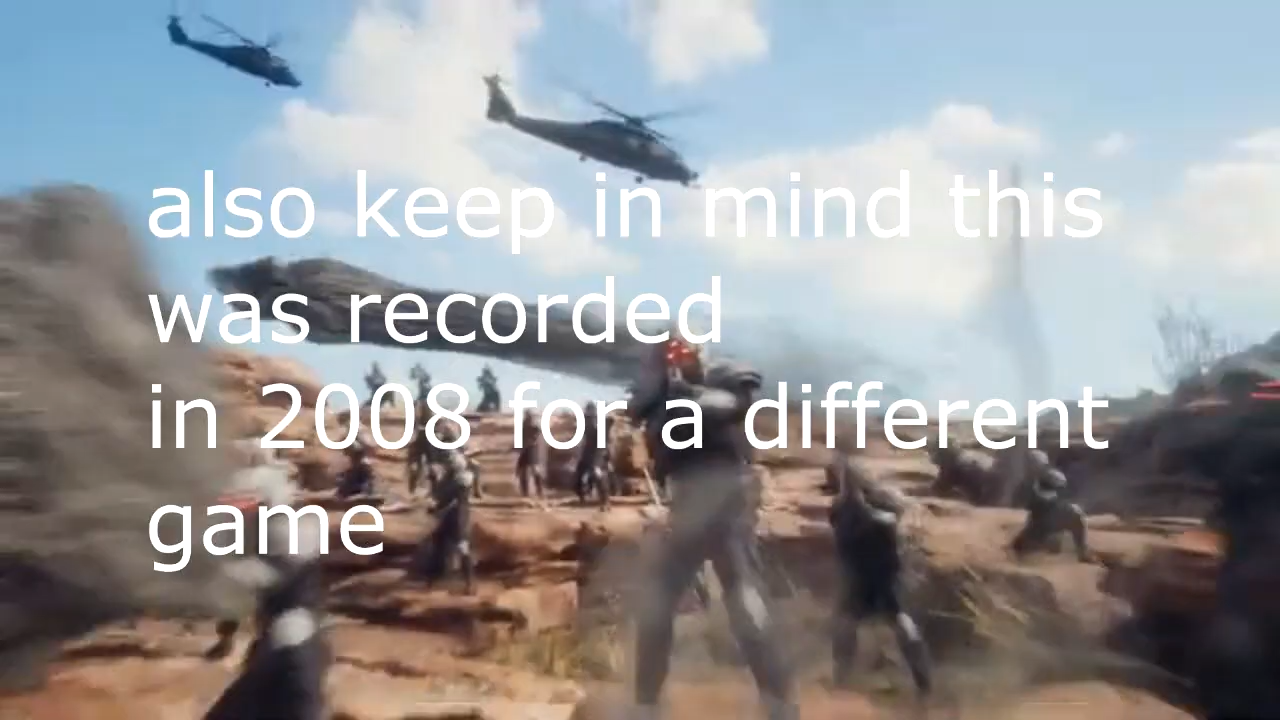 also keep in mind this
was recorded
in 2008 for a different
game